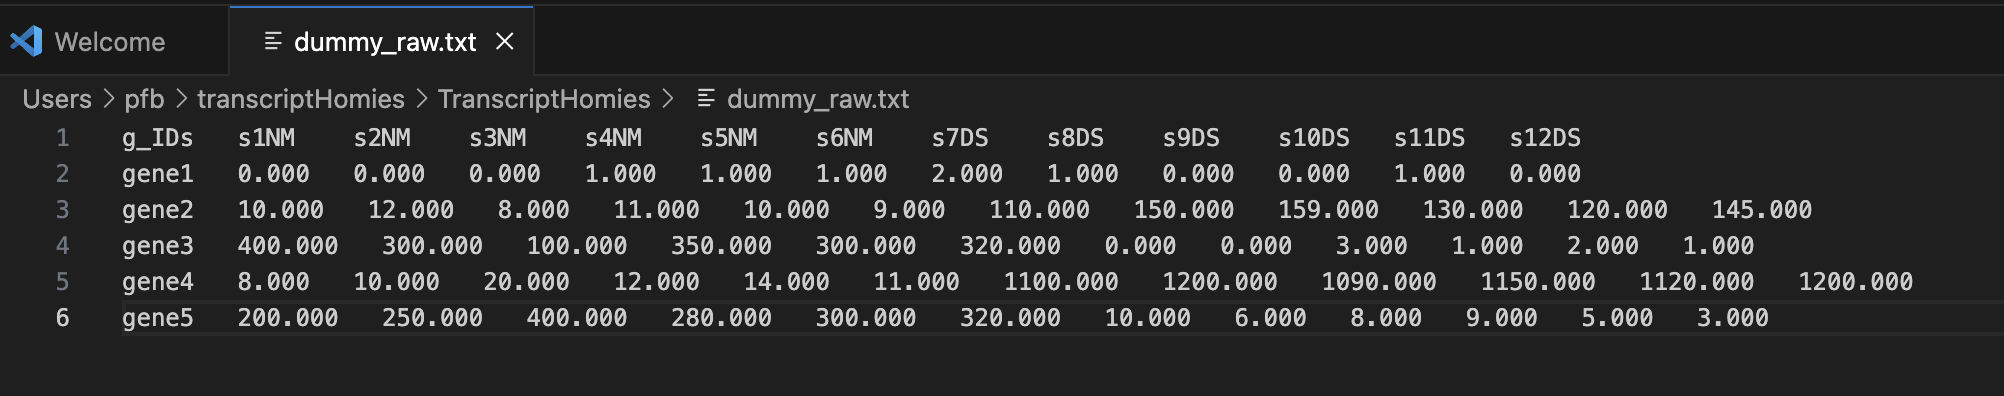 Welcome dummy_raw.txt
Users > pfb > transcriptHomies > TranscriptHomies > dummy_raw.txt
1 g_IDs s1NM s2NM s3NM s4NM s5NM s6NM s7DS s8DS s9DS s10DS s11DS s12DS
2 gene1 0.000 0.000 0.000 1.000 1.000 1.000 2.000 1.000 0.000 0.000 1.000 0.000
3 gene2 10.000 12.000 8.000 11.000 10.000 9.000 110.000 150.000 159.000 130.000 120.000 145.000
4 gene3 400.000 300.000 100.000 350.000 300.000 320.000 0.000 0.000 3.000 1.000 2.000 1.000
5 gene4 8.000 10.000 20.000 12.000 14.000 11.000 1100.000 1200.000 1090.000 1150.000 1120.000 1200.000
6 gene5 200.000 250.000 400.000 280.000 300.000 320.000 10.000 6.000 8.000 9.000 5.000 3.000